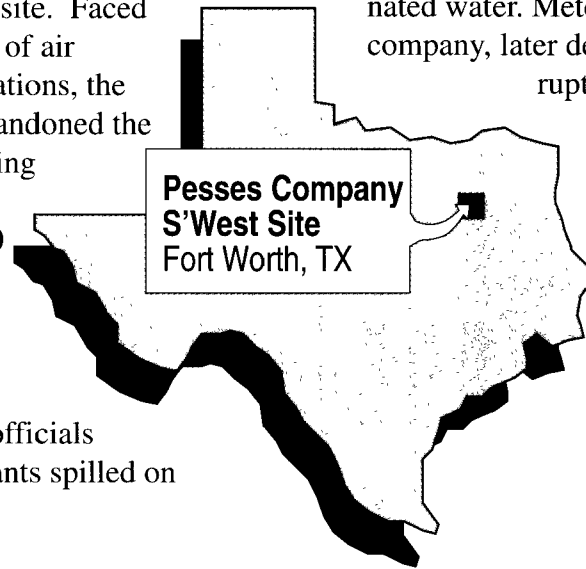 site. Faced
of air
ations, the
andoned the
ing
officials
ants spilled on
nated water. Met
company, later de
rupt
Pesses Company
S'West Site
Fort Worth, TX